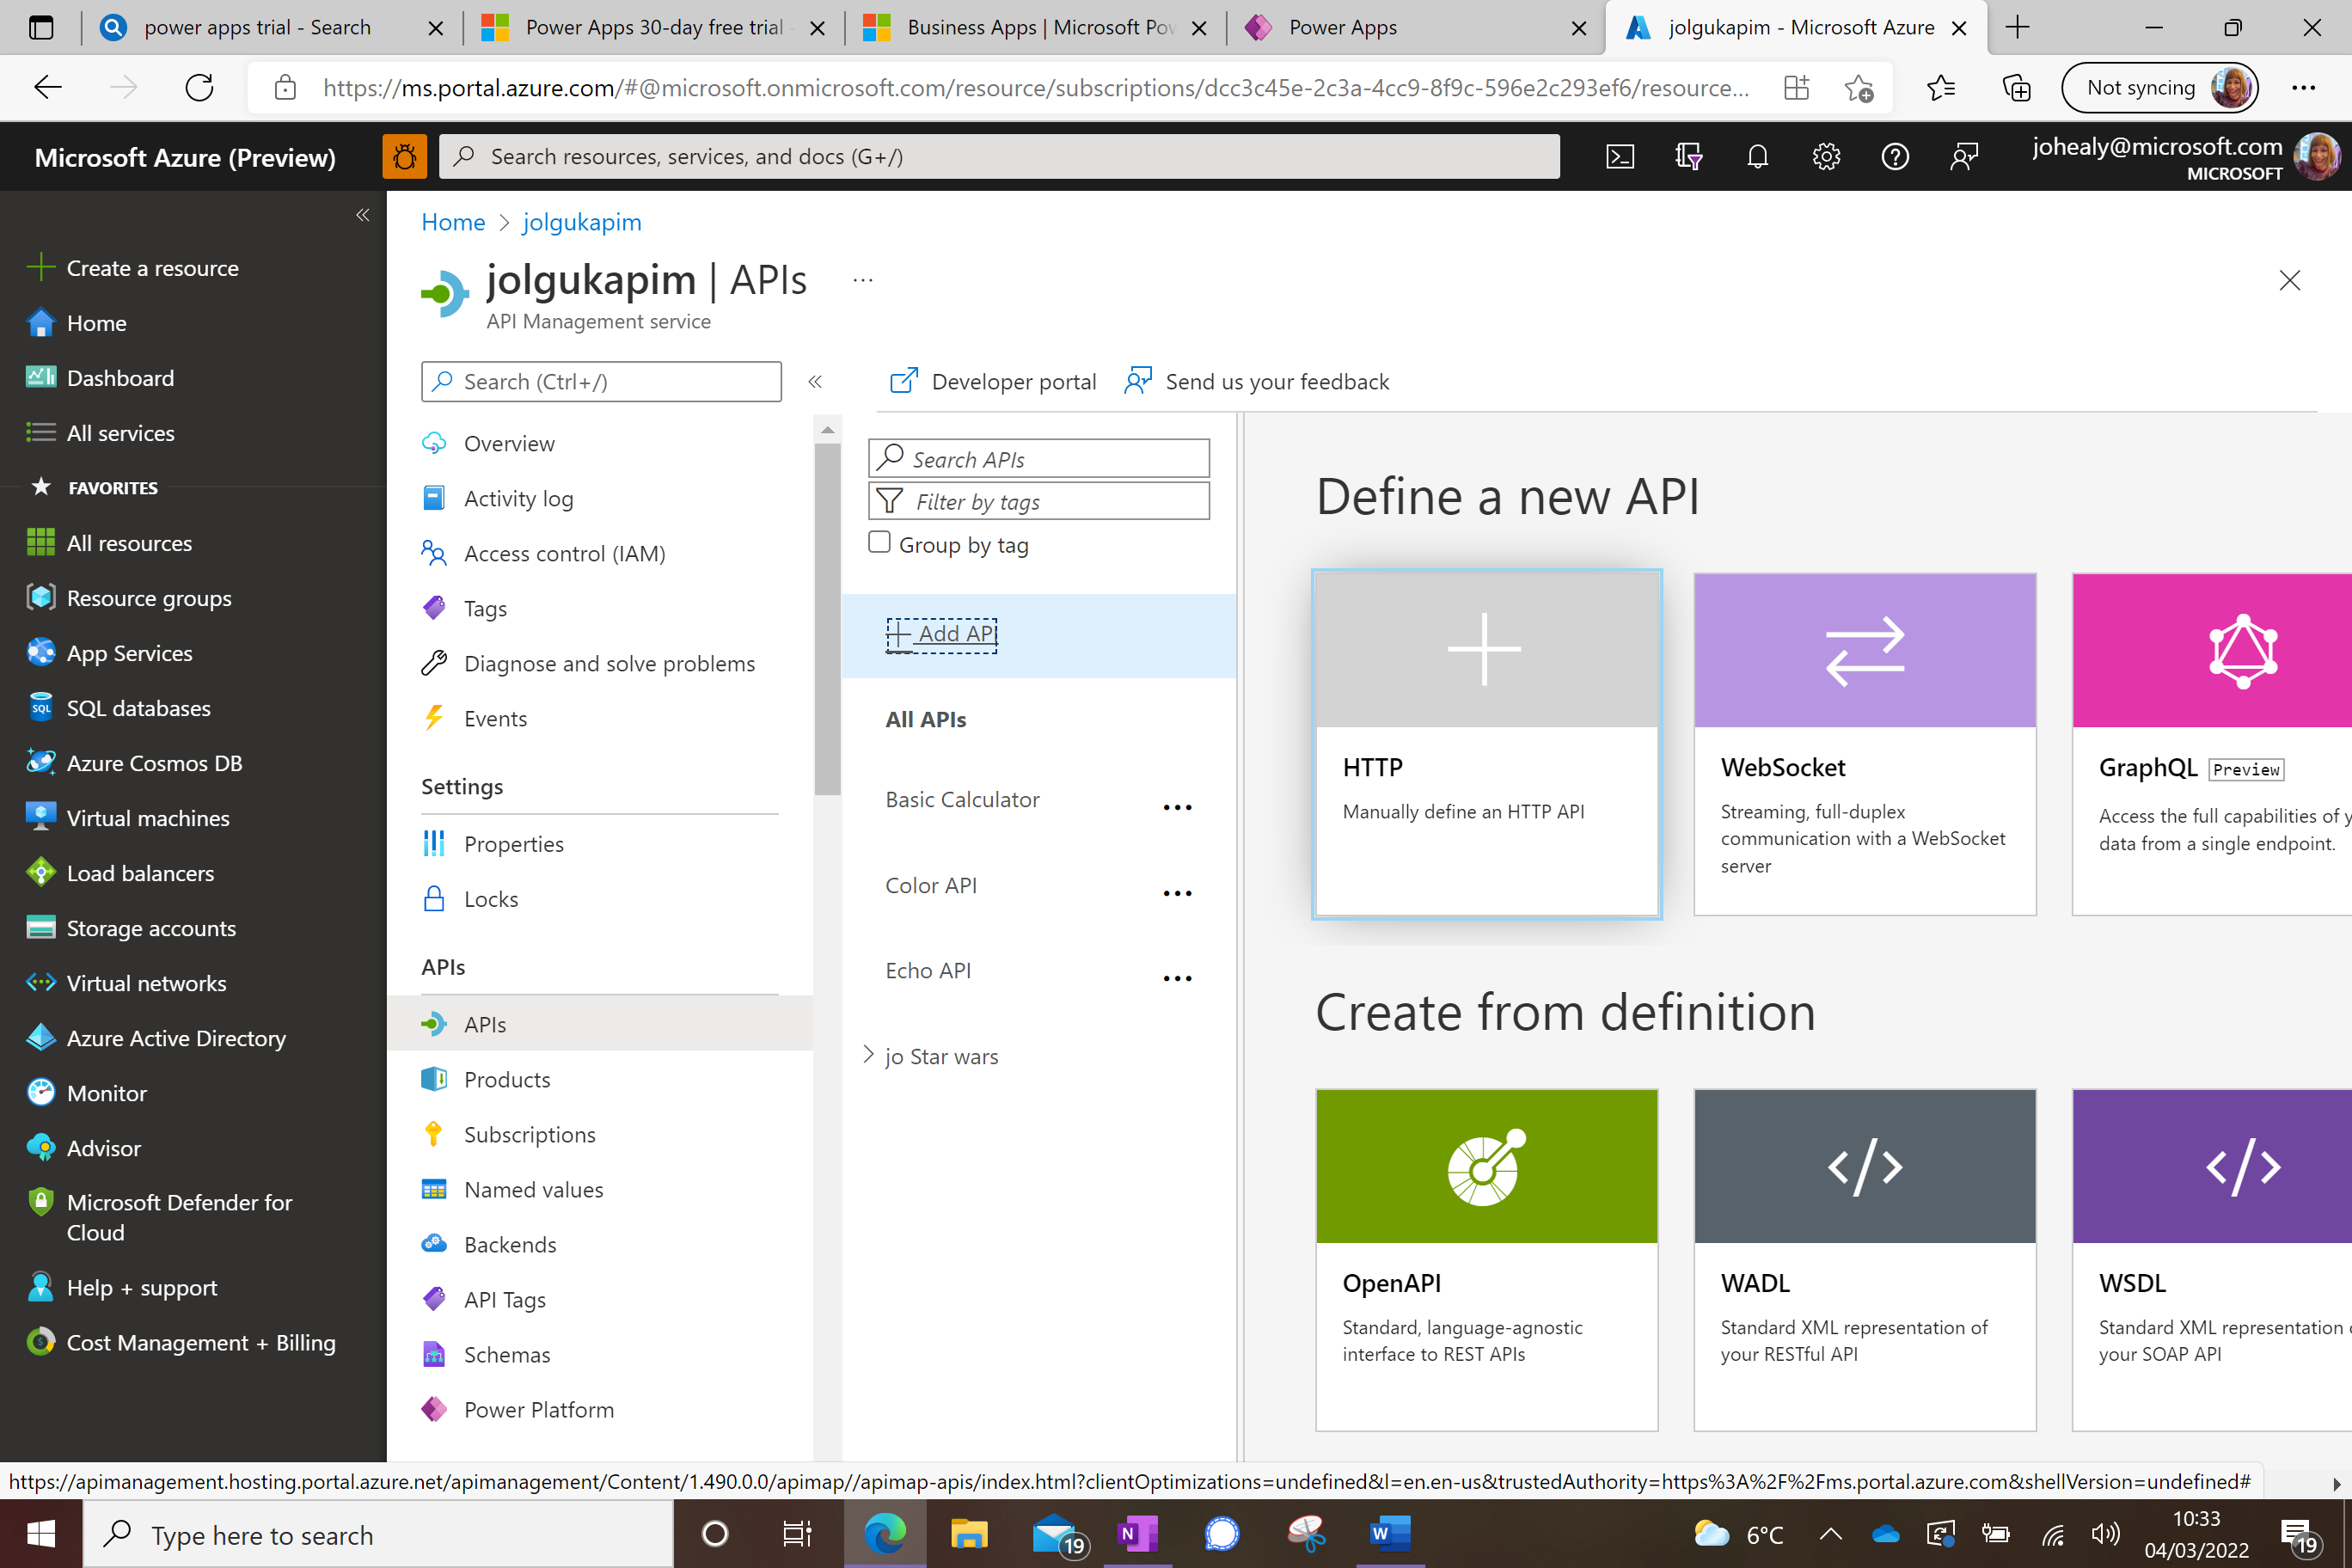 power apps trial - Search
Power Apps 30-day free trial -
Business Apps | Microsoft Pow
Power Apps
jolgukapim - Microsoft Azure
https://ms.portal.azure.com/#@microsoft.onmicrosoft.com/resource/subscriptions/dcc3c45e-2c3a-4cc9-8f9c-596e2c293ef6/resource...
Not syncing
Microsoft Azure (Preview)
Search resources, services, and docs (G+/)
johealy@microsoft.com
MICROSOFT
Create a resource
Home
Dashboard
All services
FAVORITES
All resources
Resource groups
App Services
SQL databases
Azure Cosmos DB
Virtual machines
Load balancers
Storage accounts
Virtual networks
Azure Active Directory
Monitor
Advisor
Microsoft Defender for
Cloud
Help + support
Cost Management + Billing
Home > jolgukapim
jolgukapim | APIs ...
API Management service
Search (Ctrl+/)
Overview
Activity log
Access control (IAM)
Tags
Diagnose and solve problems
Events
Settings
Properties
Locks
APIs
APIs
Products
Subscriptions
Named values
Backends
API Tags
Schemas
Power Platform
Developer portal
Send us your feedback
Search APIs
Filter by tags
Group by tag
+ Add API
All APIs
Basic Calculator ...
Color API ...
Echo API ...
> jo Star wars
Define a new API
HTTP
Manually define an HTTP API
WebSocket
Streaming, full-duplex
communication with a WebSocket
server
GraphQL Preview
Access the full capabilities of y
data from a single endpoint.
Create from definition
OpenAPI
Standard, language-agnostic
interface to REST APIs
WADL
Standard XML representation of
your RESTful API
WSDL
Standard XML representation
your SOAP API
https://apimanagement.hosting.portal.azure.net/apimanagement/Content/1.490.0.0/apimap//apimap-apis/index.html?clientOptimizations=undefined&l=en.en-us&trustedAuthority=https%3A%2F%2Fms.portal.azure.com&shellVersion=undefined#
Type here to search
19
N
W
6°C
10:33
04/03/2022
19